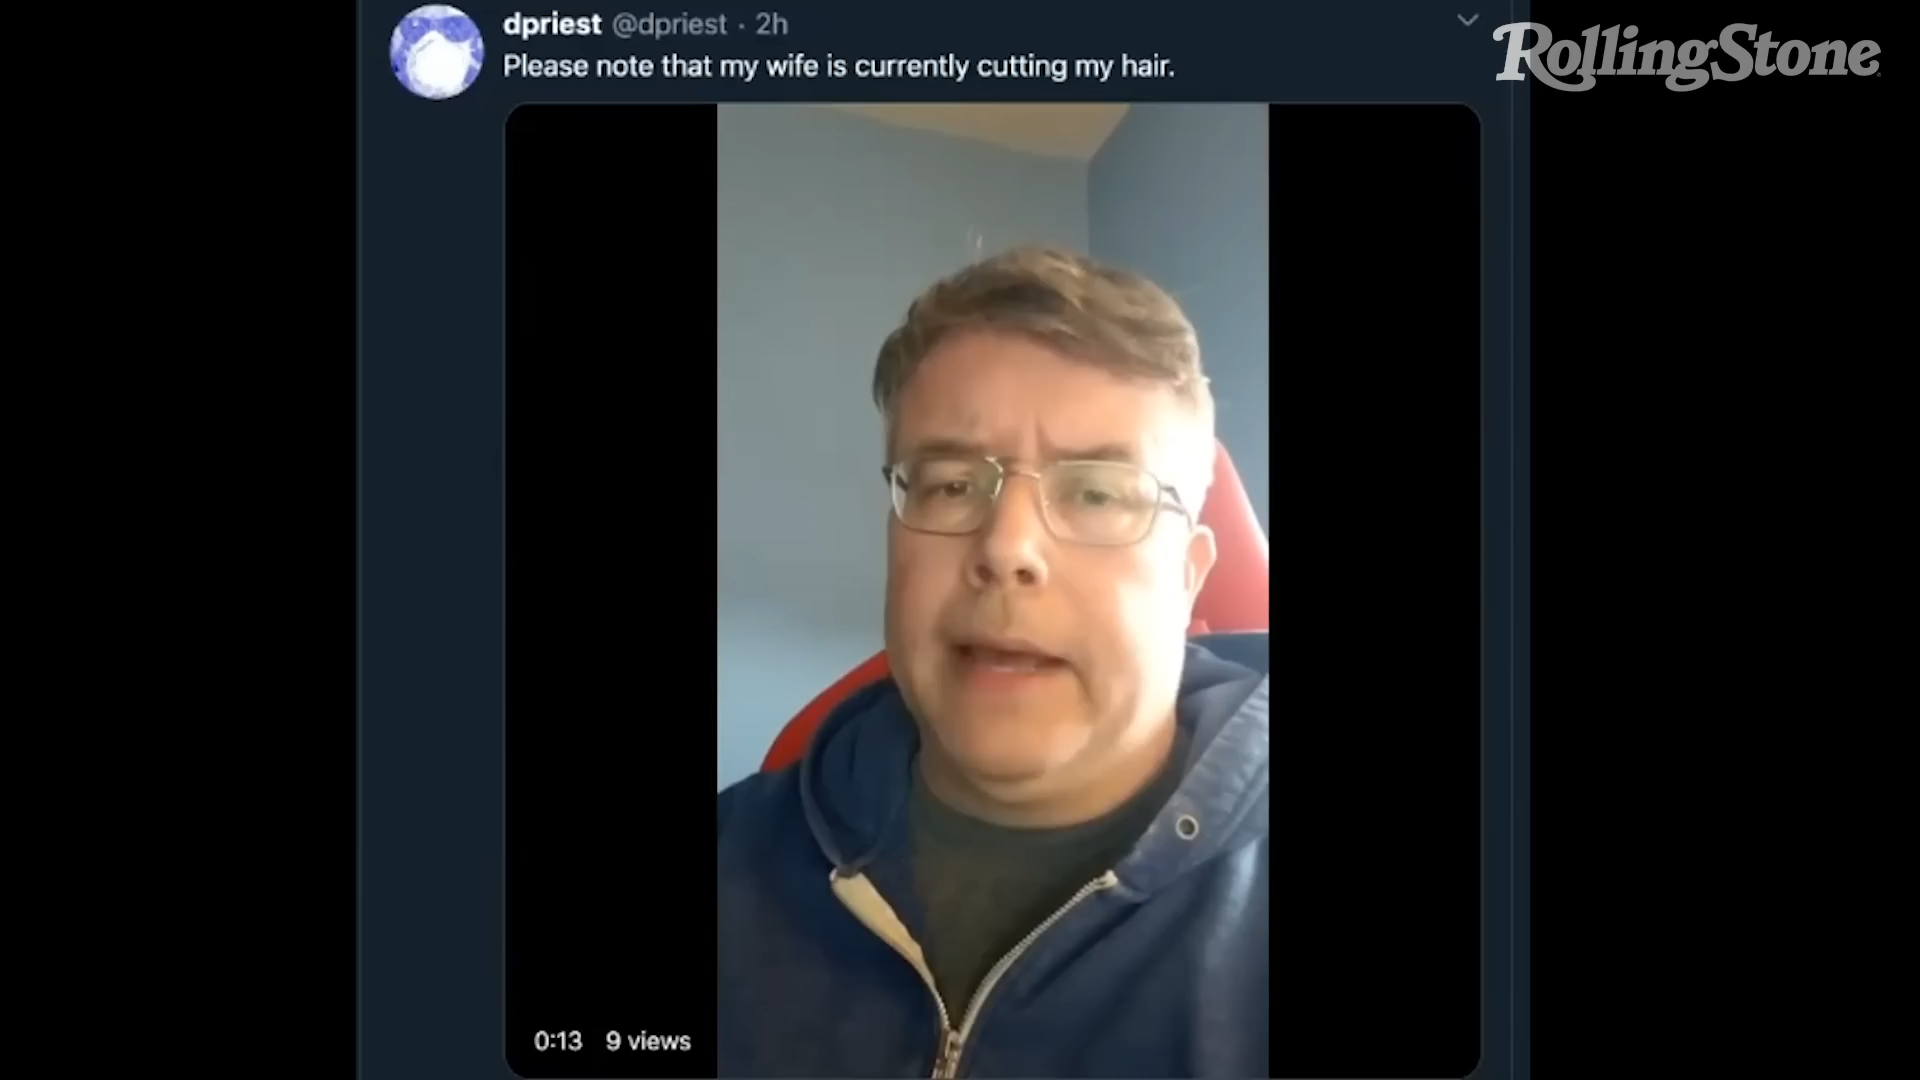 dpriest @dpriest · 2h
RollingStone
Please note that my wife is currently cutting my hair.
0:13 9 views